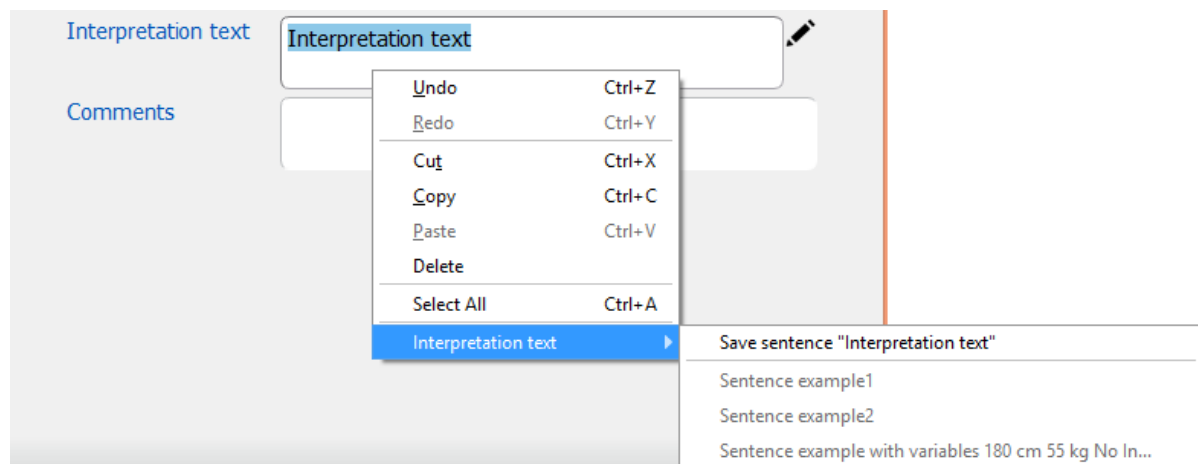 Interpretation text
Interpretation text
Undo Ctrl+Z
Comments
Redo Ctrl+Y
Cut Ctrl+X
Copy Ctrl+C
Paste Ctrl+V
Delete
Select All Ctrl+A
Interpretation text
Save sentence "Interpretation text"
Sentence example1
Sentence example2
Sentence example with variables 180 cm 55 kg No In...